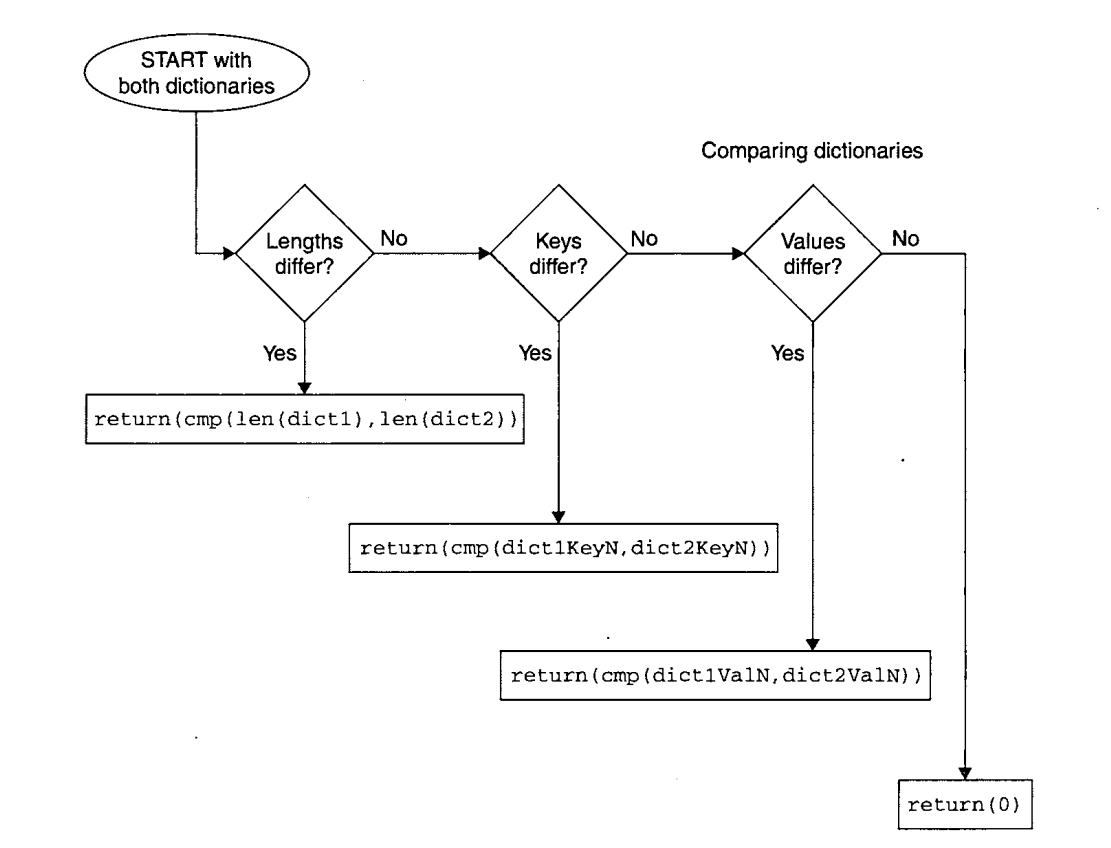 START with
both dictionaries
Comparing dictionaries
Lengths
differ?
No
Keys
differ?
No
Values
differ?
No
Yes
Yes
Yes
return(cmp(len(dict1),len(dict2))
return(cmp(dict1KeyN,dict2KeyN))
return(cmp(dict1ValN,dict2ValN))
return(0)